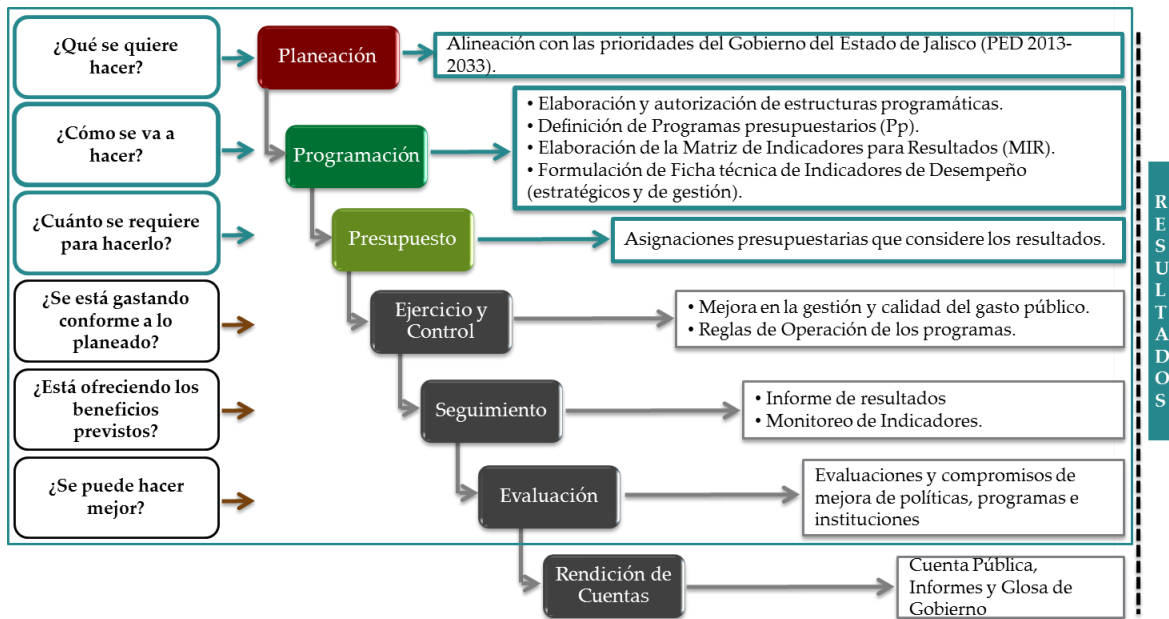 ¿Qué se quiere
hacer?
Planeación
Alineación con las prioridades del Gobierno del Estado de Jalisco (PED 2013-
2033).
¿Cómo se va a
hacer?
Programación
• Elaboración y autorización de estructuras programáticas.
• Definición de Programas presupuestarios (Pp).
• Elaboración de la Matriz de Indicadores para Resultados (MIR).
• Formulación de Ficha técnica de Indicadores de Desempeño
(estratégicos y de gestión).
¿Cuánto se requiere
para hacerlo?
Presupuesto
Asignaciones presupuestarias que considere los resultados.
¿Se está gastando
conforme a lo
planeado?
Ejercicio y
Control
• Mejora en la gestión y calidad del gasto público.
• Reglas de Operación de los programas.
¿Está ofreciendo los
beneficios
previstos?
Seguimiento
• Informe de resultados
• Monitoreo de Indicadores.
¿Se puede hacer
mejor?
Evaluación
Evaluaciones y compromisos de
mejora de políticas, programas e
instituciones
Rendición de
Cuentas
Cuenta Pública,
Informes y Glosa de
Gobierno
RESULTADOS